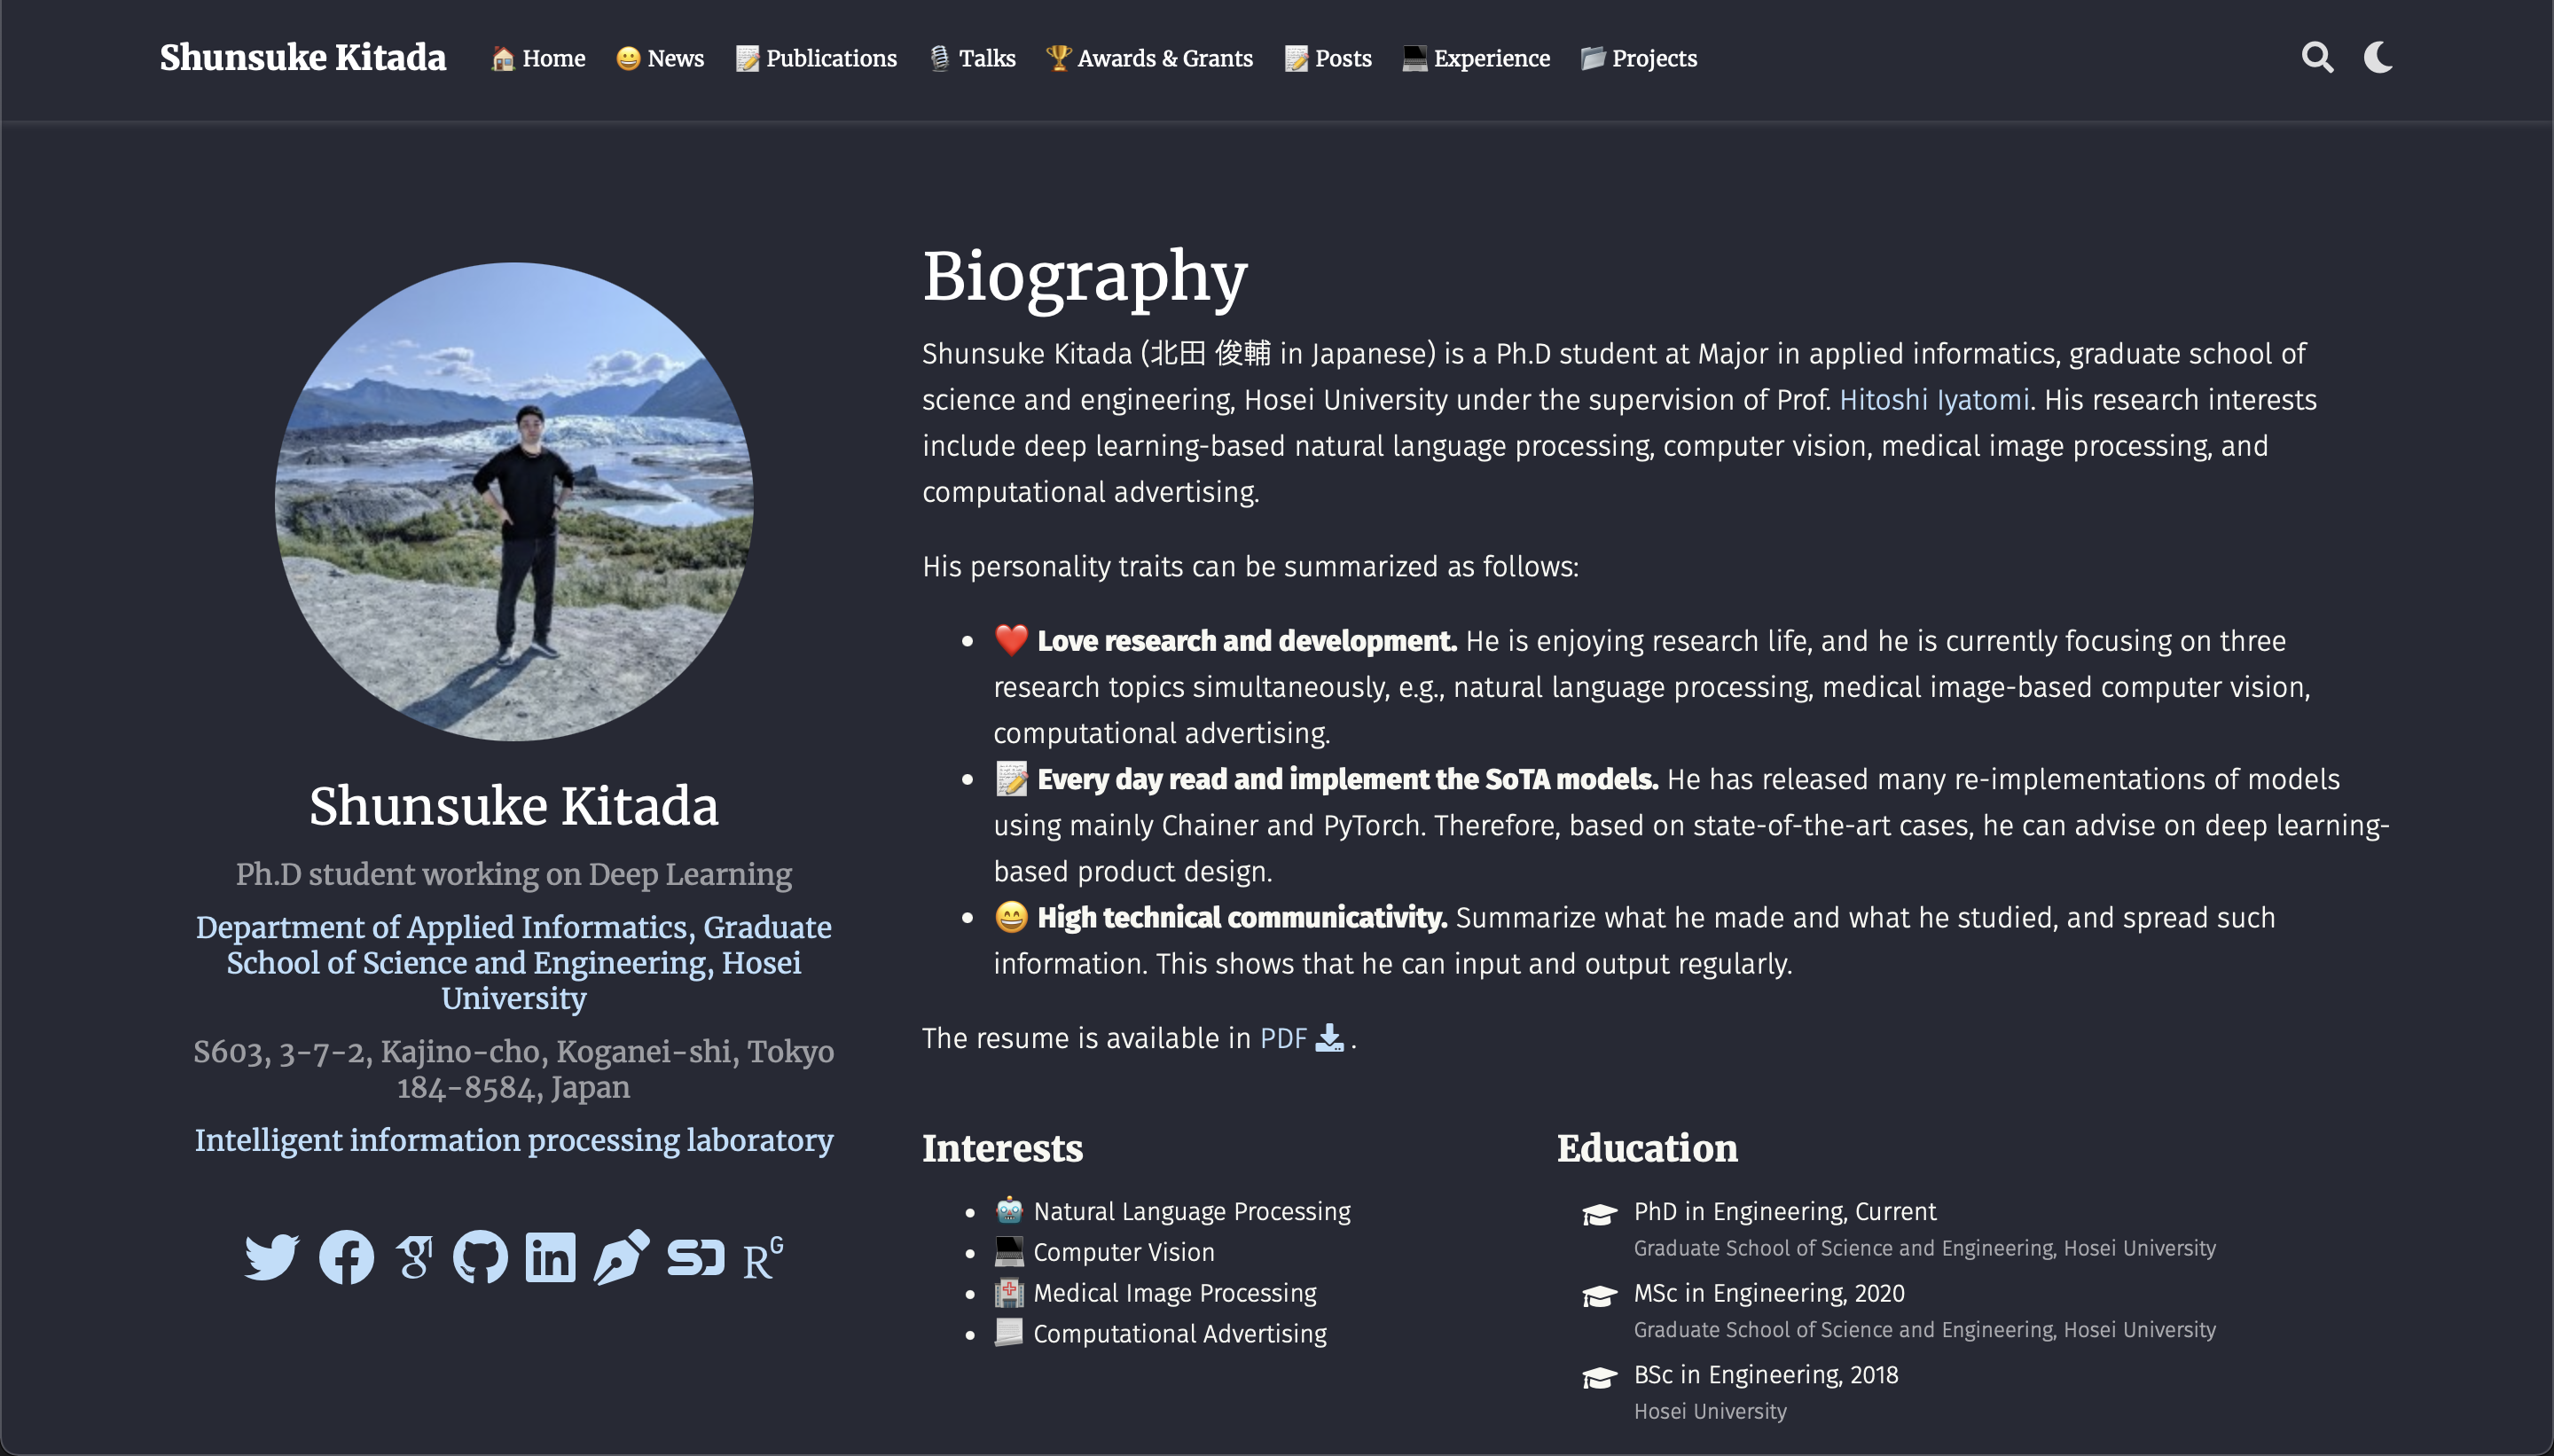 Shunsuke Kitada
🏠 Home 😀 News 📝 Publications 🎙 Talks 🏆 Awards & Grants 📝 Posts 💻 Experience 📂 Projects
Shunsuke Kitada
Ph.D student working on Deep Learning
Department of Applied Informatics, Graduate
School of Science and Engineering, Hosei
University
S603, 3-7-2, Kajino-cho, Koganei-shi, Tokyo
184-8584, Japan
Intelligent information processing laboratory
Biography
Shunsuke Kitada (北田 俊輔 in Japanese) is a Ph.D student at Major in applied informatics, graduate school of
science and engineering, Hosei University under the supervision of Prof. Hitoshi Iyatomi. His research interests
include deep learning-based natural language processing, computer vision, medical image processing, and
computational advertising.
His personality traits can be summarized as follows:
• ❤️ Love research and development. He is enjoying research life, and he is currently focusing on three
research topics simultaneously, e.g., natural language processing, medical image-based computer vision,
computational advertising.
• 📝 Every day read and implement the SoTA models. He has released many re-implementations of models
using mainly Chainer and PyTorch. Therefore, based on state-of-the-art cases, he can advise on deep learning-
based product design.
• 😄 High technical communicativity. Summarize what he made and what he studied, and spread such
information. This shows that he can input and output regularly.
The resume is available in PDF .
Interests
• 🤖 Natural Language Processing
• 💻 Computer Vision
• 🏥 Medical Image Processing
• 📃 Computational Advertising
Education
PhD in Engineering, Current
Graduate School of Science and Engineering, Hosei University
MSc in Engineering, 2020
Graduate School of Science and Engineering, Hosei University
BSc in Engineering, 2018
Hosei University